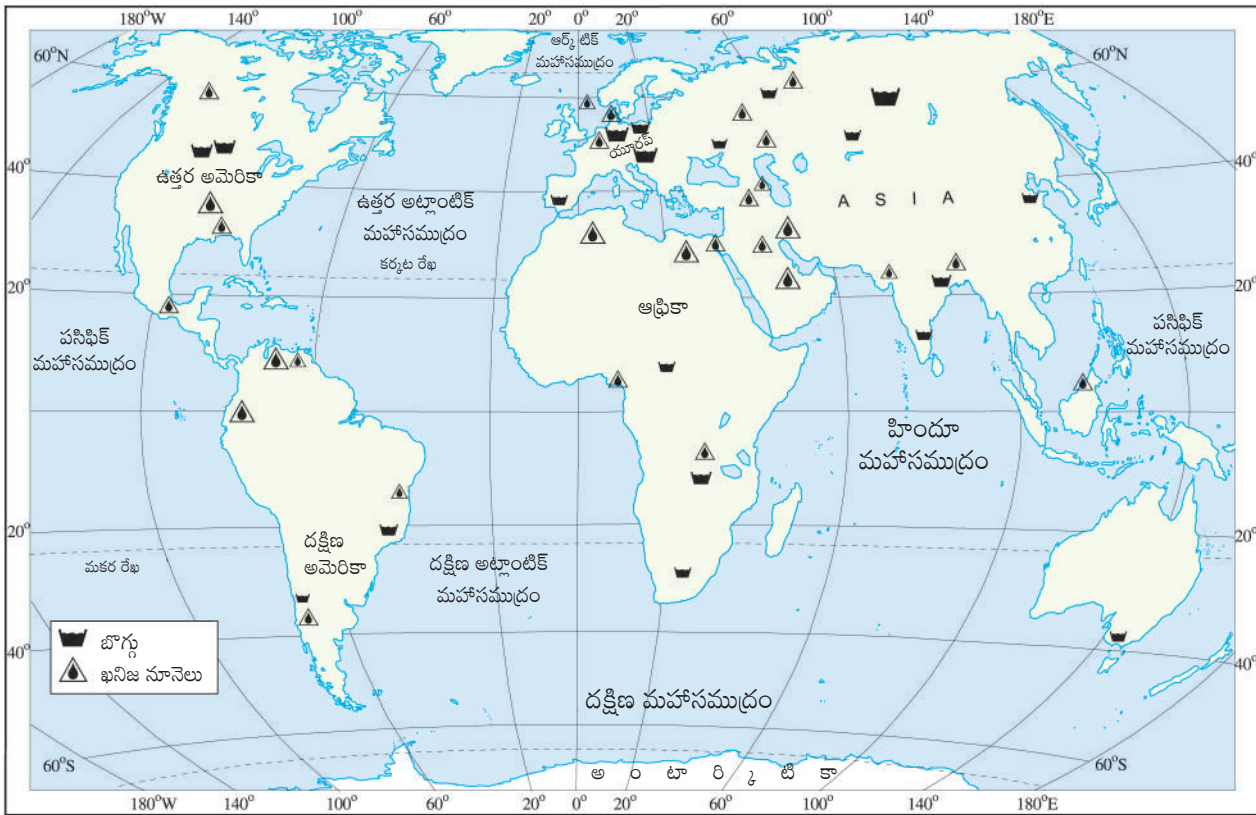 180°W 140° 100° 60° 20° 0° 20° 60° 100° 140° 180°E
60°N
60°N
ఆర్కటిక్
మహాసముద్రం
యూరప్
40°
40°
ఉత్తర అమెరికా
ఉత్తర అట్లాంటిక్
మహాసముద్రం
A S I A
కర్కట రేఖ
20°
20°
ఆఫ్రికా
పసిఫిక్
మహాసముద్రం
పసిఫిక్
మహాసముద్రం
0°
0°
హిందూ
మహాసముద్రం
20°
20°
దక్షిణ
అమెరికా
మకర రేఖ
దక్షిణ అట్లాంటిక్
మహాసముద్రం
బొగ్గు
ఖనిజ నూనెలు
40°
40°
దక్షిణ మహాసముద్రం
60°S
60°S
అ ం టా ర్కి టి కా
180°W 140° 100° 60° 20° 0° 20° 60° 100° 140° 180°E